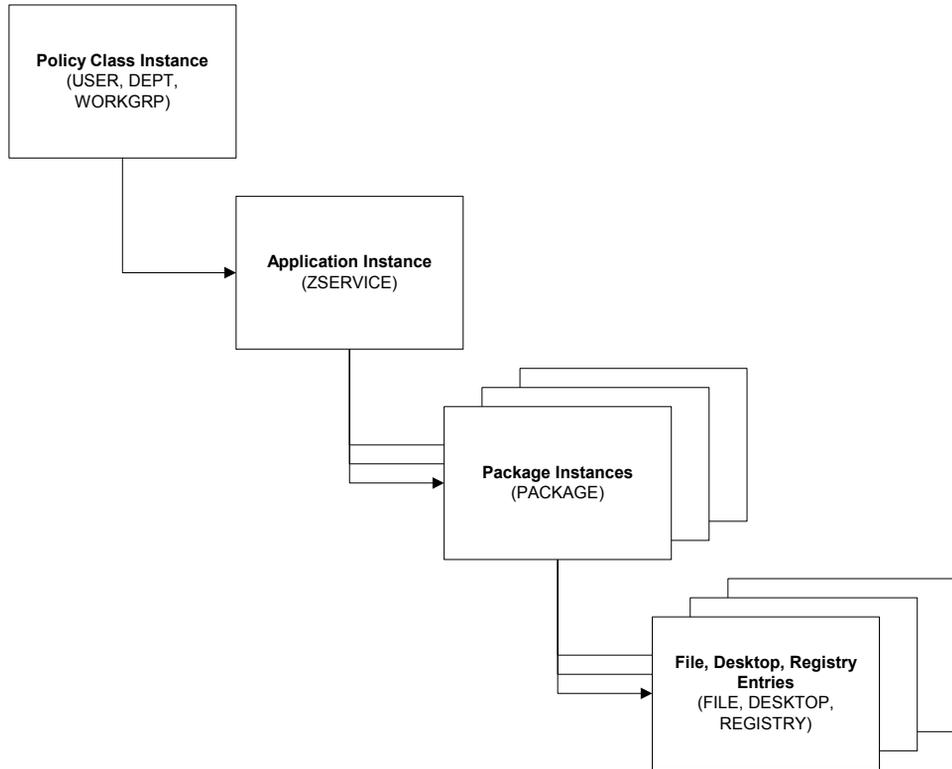 Policy Class Instance
(USER, DEPT,
WORKGRP)
Application Instance
(ZSERVICE)
Package Instances
(PACKAGE)
File, Desktop, Registry
Entries
(FILE, DESKTOP,
REGISTRY)